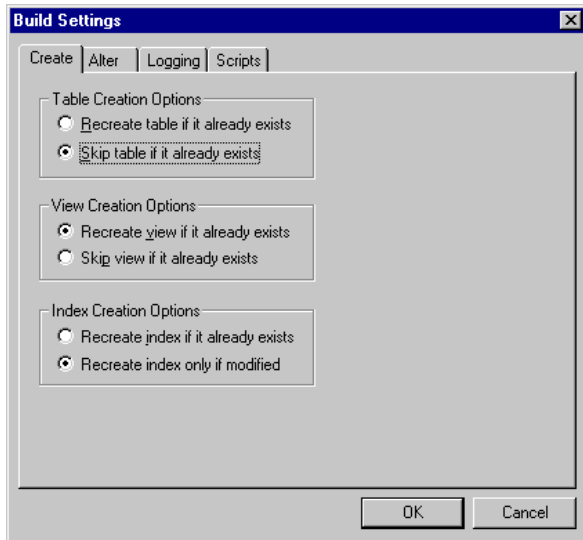 Build Settings
Create Alter Logging Scripts
Table Creation Options
Recreate table if it already exists
Skip table if it already exists
View Creation Options
Recreate view if it already exists
Skip view if it already exists
Index Creation Options
Recreate index if it already exists
Recreate index only if modified
OK Cancel